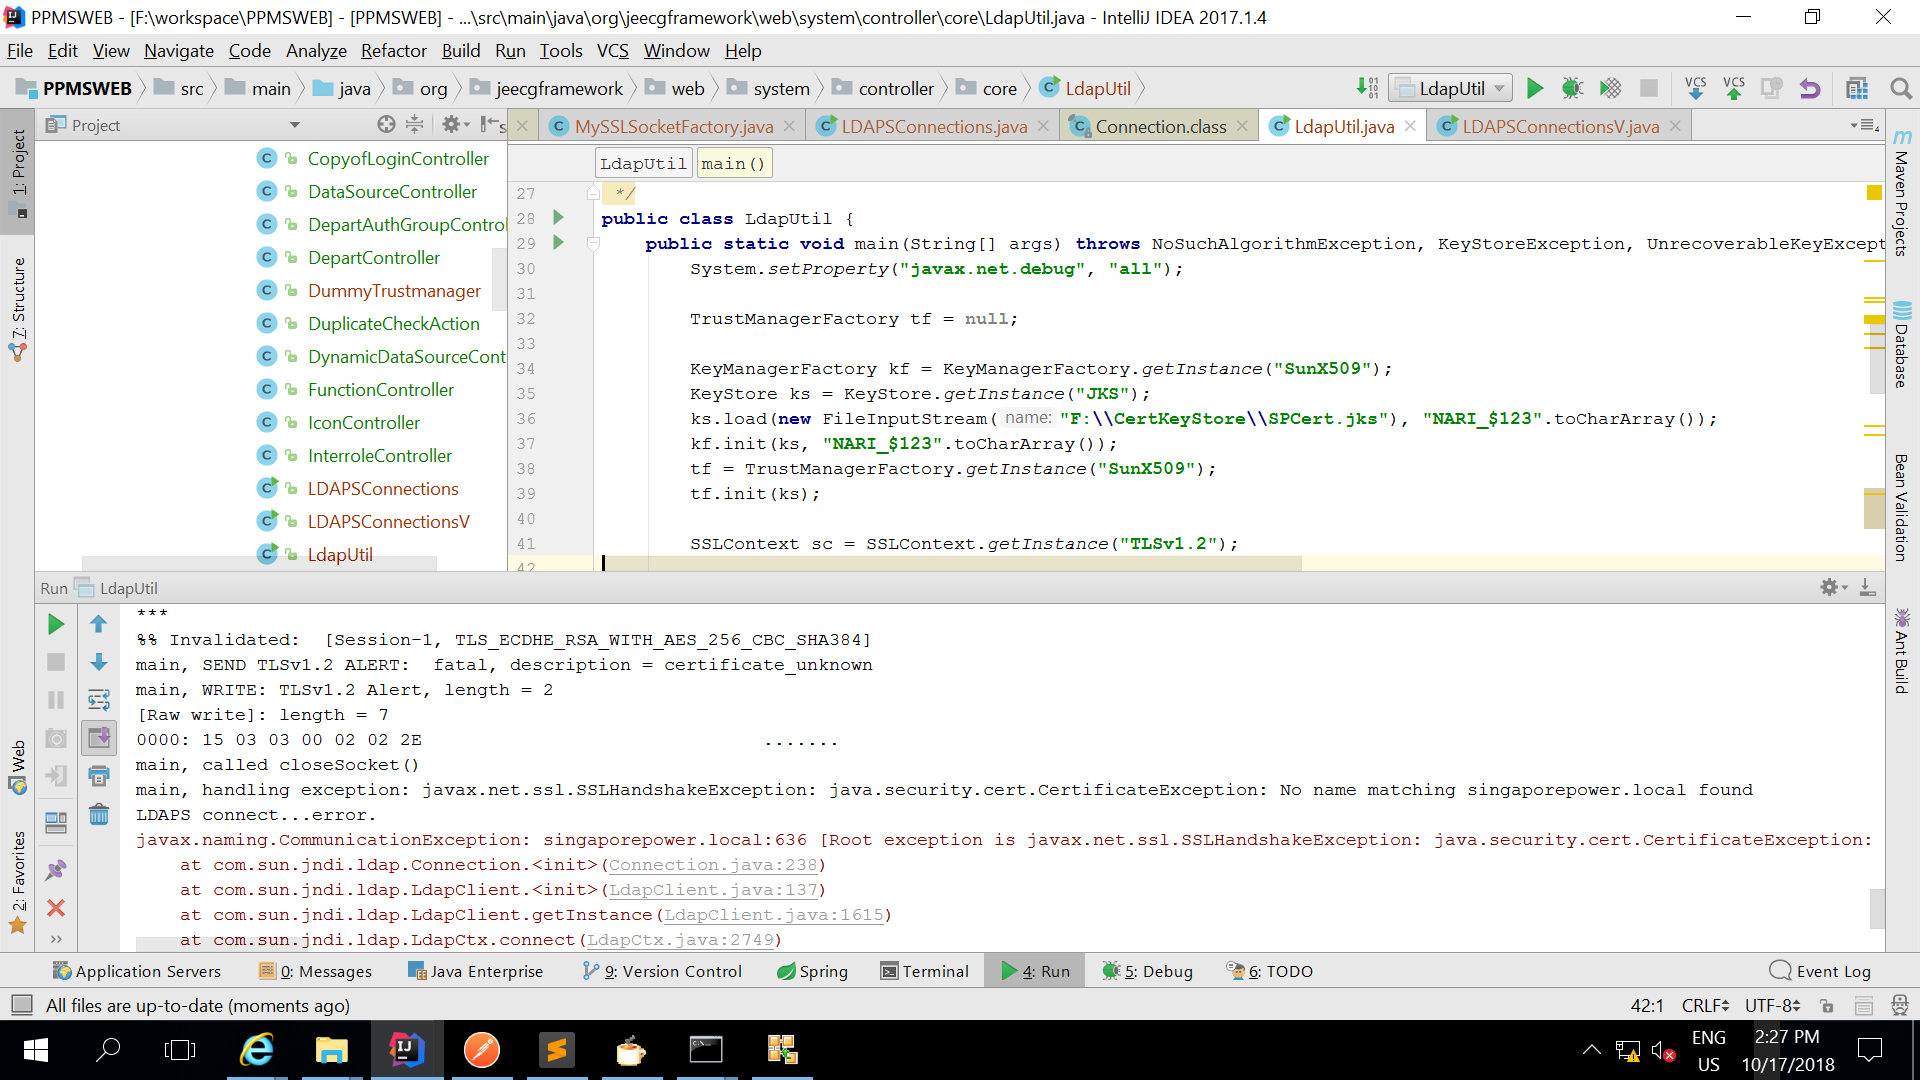 PPMSWEB - [F:\workspace\PPMSWEB] - [PPMSWEB] - ...\src\main\java\org\jeecgframework\web\system\controller\core\LdapUtil.java - IntelliJ IDEA 2017.1.4
File Edit View Navigate Code Analyze Refactor Build Run Tools VCS Window Help
PPMSWEB src main java org jeecgframework web system controller core LdapUtil
LdapUtil VCS VCS
Project
MySSLSocketFactory.java LDAPSConnections.java Connection.class LdapUtil.java LDAPSConnectionsV.java
LdapUtil main()
1: Project
7: Structure
Web
2: Favorites
CopyofLoginController
DataSourceController
DepartAuthGroupControl
DepartController
DummyTrustmanager
DuplicateCheckAction
DynamicDataSourceCont
FunctionController
IconController
InterroleController
LDAPSConnections
LDAPSConnectionsV
LdapUtil
27 */
28 public class LdapUtil {
29 public static void main(String[] args) throws NoSuchAlgorithmException, KeyStoreException, UnrecoverableKeyExcept
30 System.setProperty("javax.net.debug", "all");
31
32 TrustManagerFactory tf = null;
33
34 KeyManagerFactory kf = KeyManagerFactory.getInstance("SunX509");
35 KeyStore ks = KeyStore.getInstance("JKS");
36 ks.load(new FileInputStream( name: "F:\\CertKeyStore\\SPCert.jks"), "NARI_$123".toCharArray());
37 kf.init(ks, "NARI_$123".toCharArray());
38 tf = TrustManagerFactory.getInstance("SunX509");
39 tf.init(ks);
40
41 SSLContext sc = SSLContext.getInstance("TLSv1.2");
42
Maven Projects
Database
Bean Validation
Ant Build
Run LdapUtil
***
%% Invalidated:  [Session-1, TLS_ECDHE_RSA_WITH_AES_256_CBC_SHA384]
main, SEND TLSv1.2 ALERT:  fatal, description = certificate_unknown
main, WRITE: TLSv1.2 Alert, length = 2
[Raw write]: length = 7
0000: 15 03 03 00 02 02 2E .......
main, called closeSocket()
main, handling exception: javax.net.ssl.SSLHandshakeException: java.security.cert.CertificateException: No name matching singaporepower.local found
LDAPS connect...error.
javax.naming.CommunicationException: singaporepower.local:636 [Root exception is javax.net.ssl.SSLHandshakeException: java.security.cert.CertificateException:
at com.sun.jndi.ldap.Connection.<init>(Connection.java:238)
at com.sun.jndi.ldap.LdapClient.<init>(LdapClient.java:137)
at com.sun.jndi.ldap.LdapClient.getInstance(LdapClient.java:1615)
at com.sun.jndi.ldap.LdapCtx.connect(LdapCtx.java:2749)
Application Servers 0: Messages Java Enterprise 9: Version Control Spring Terminal 4: Run 5: Debug 6: TODO Event Log
All files are up-to-date (moments ago) 42:1 CRLF UTF-8
ENG US
2:27 PM
10/17/2018